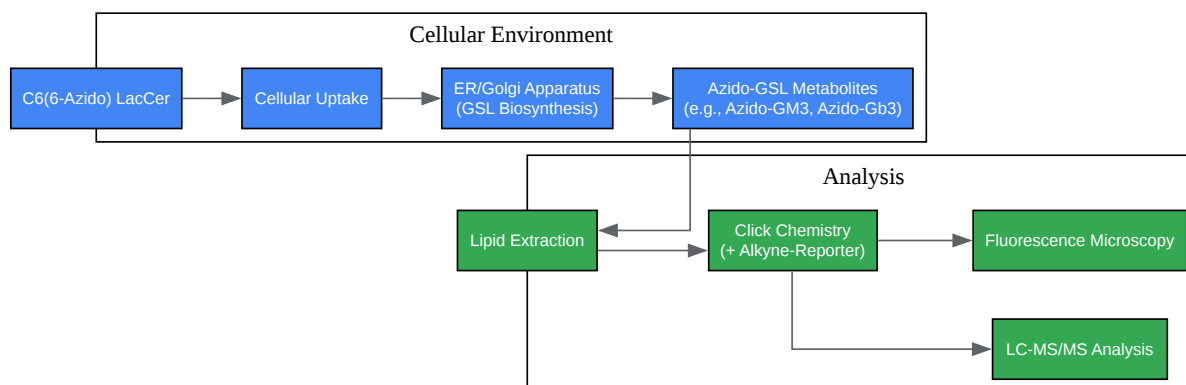 Cellular Environment
C6(6-Azido) LacCer
Cellular Uptake
ER/Golgi Apparatus
(GSL Biosynthesis)
Azido-GSL Metabolites
(e.g., Azido-GM3, Azido-Gb3)
Analysis
Lipid Extraction
Click Chemistry
(+ Alkyne-Reporter)
Fluorescence Microscopy
LC-MS/MS Analysis